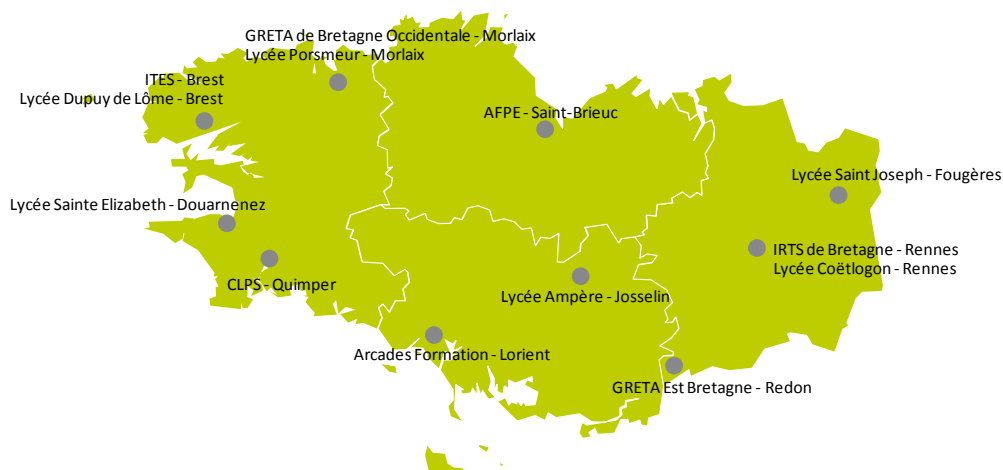 GRETA de Bretagne Occidentale - Morlaix
Lycée Porsmeur - Morlaix
ITES - Brest
Lycée Dupuy de Lôme - Brest
AFPE - Saint-Brieuc
Lycée Saint Joseph - Fougères
Lycée Sainte Elizabeth - Douarnenez
IRTS de Bretagne - Rennes
Lycée Coëtlogon - Rennes
CLPS - Quimper
Lycée Ampère - Josselin
Arcades Formation - Lorient
GRETA Est Bretagne - Redon